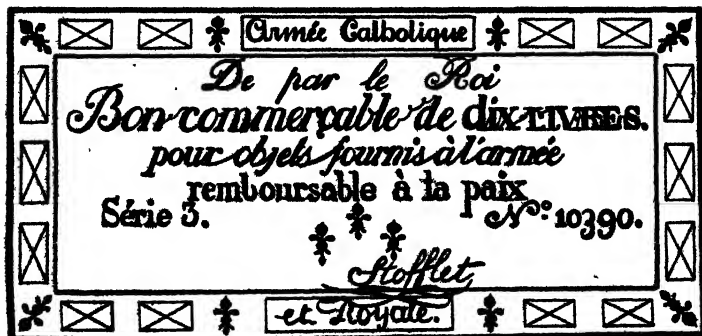 Armée Catholique
De par le Roi
Bon commerçable de dix LIVRES.
pour objets fournis à l'armée
remboursable à la paix
Série 3. N.° 10390.
Stofflet
et Royale.